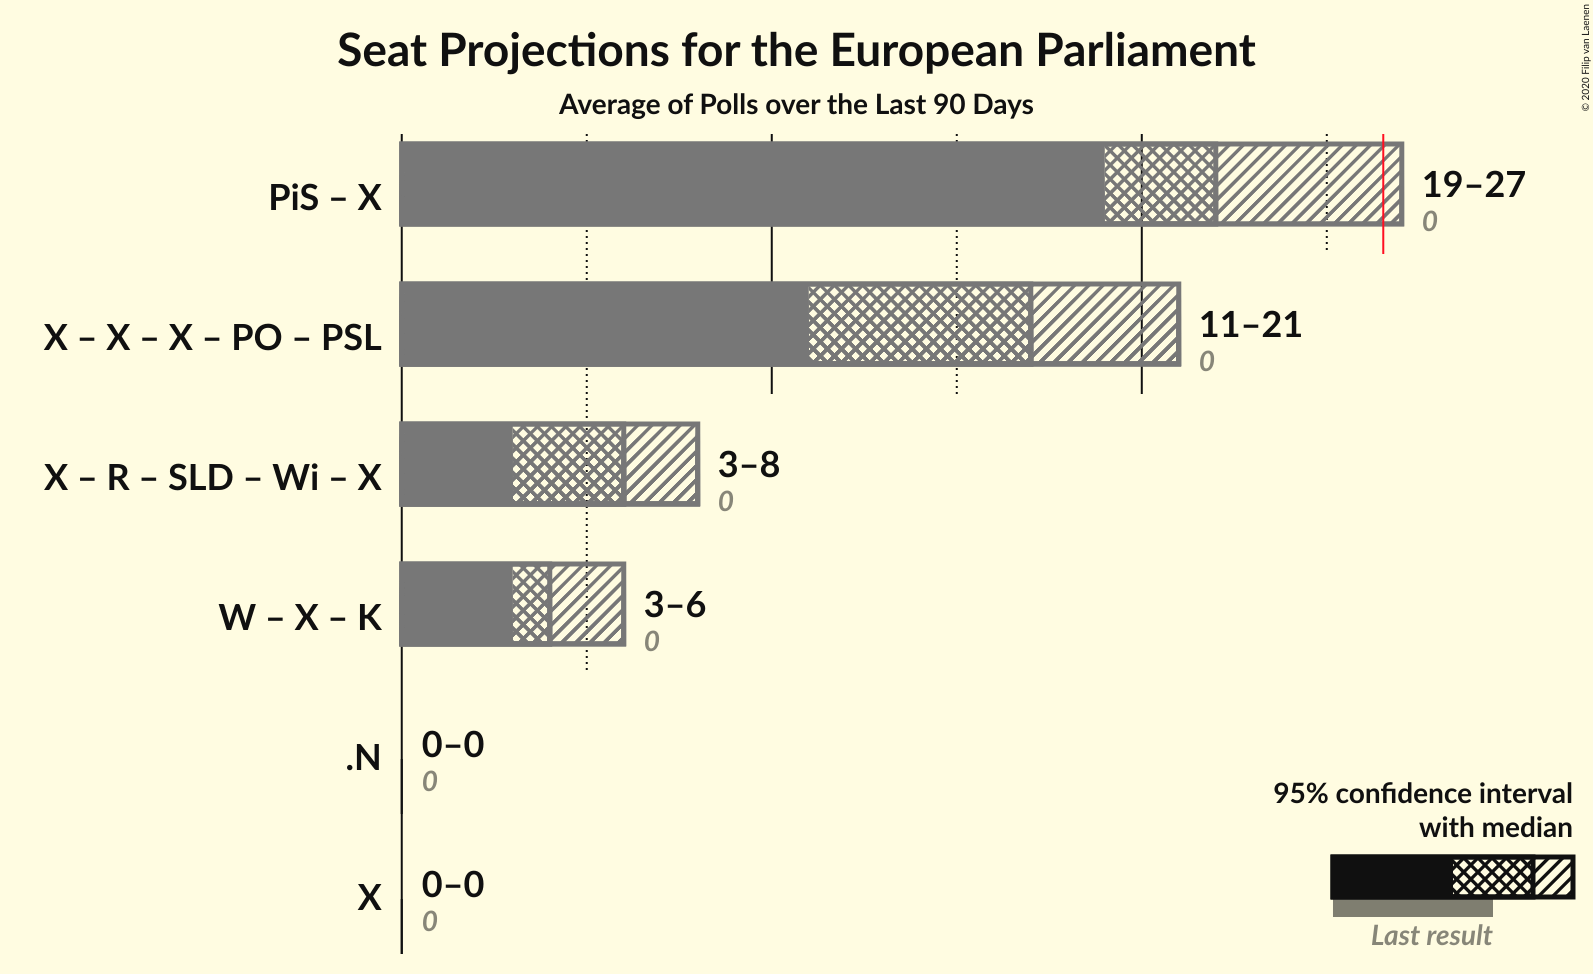 Seat Projections for the European Parliament
Average of Polls over the Last 90 Days
© 2020 Filip van Laenen
PiS – X
19–27
0
X – X – X – PO – PSL
11–21
0
X – R – SLD – Wi – X
3–8
0
W – X – K
3–6
0
.N
0–0
0
X
0–0
0
95% confidence interval
with median
Last result